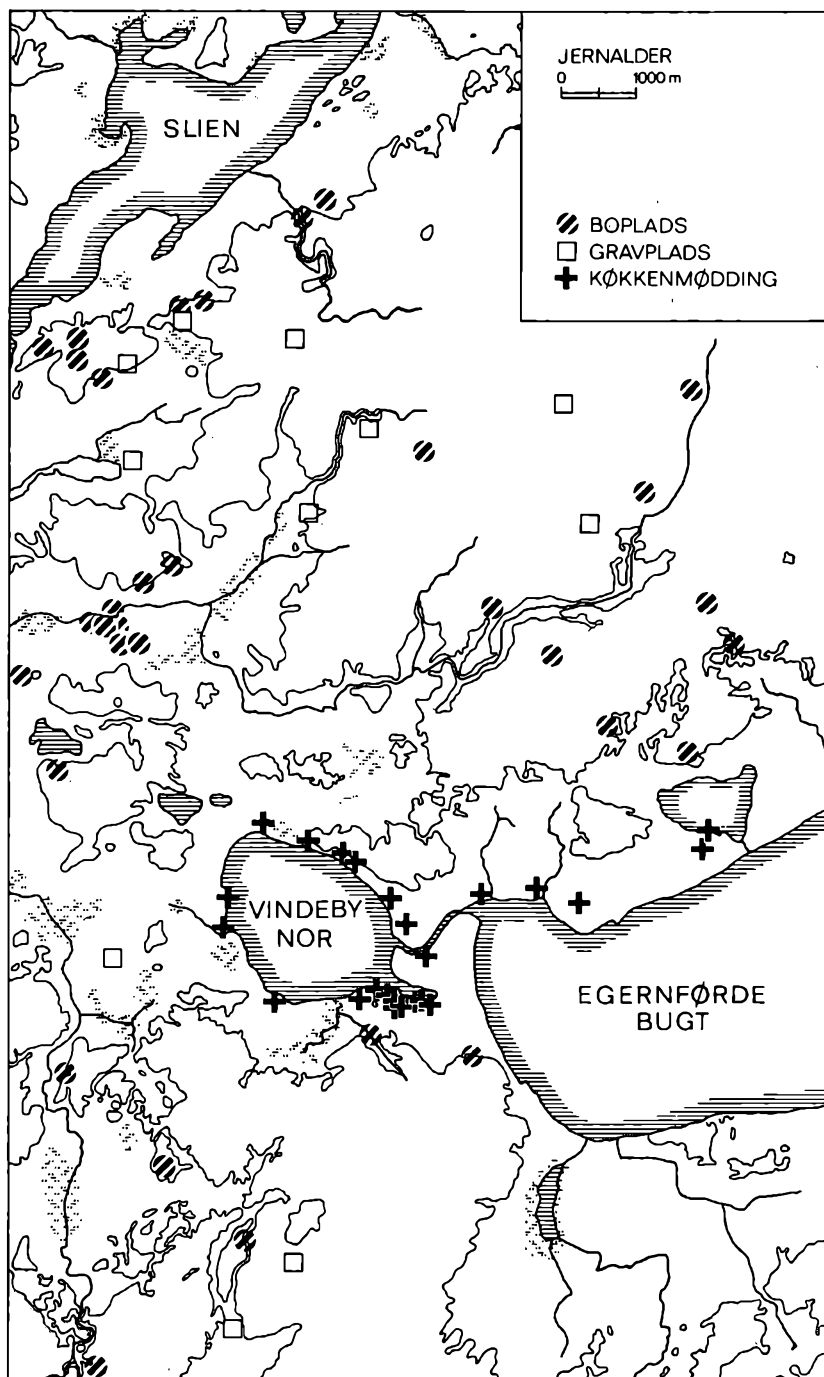 JERNALDER
0 1000 m
BOPLADS
GRAVPLADS
KØKKENMØDDING
SLIEN
VINDEBY
NOR
EGERNFØRDE
BUGT